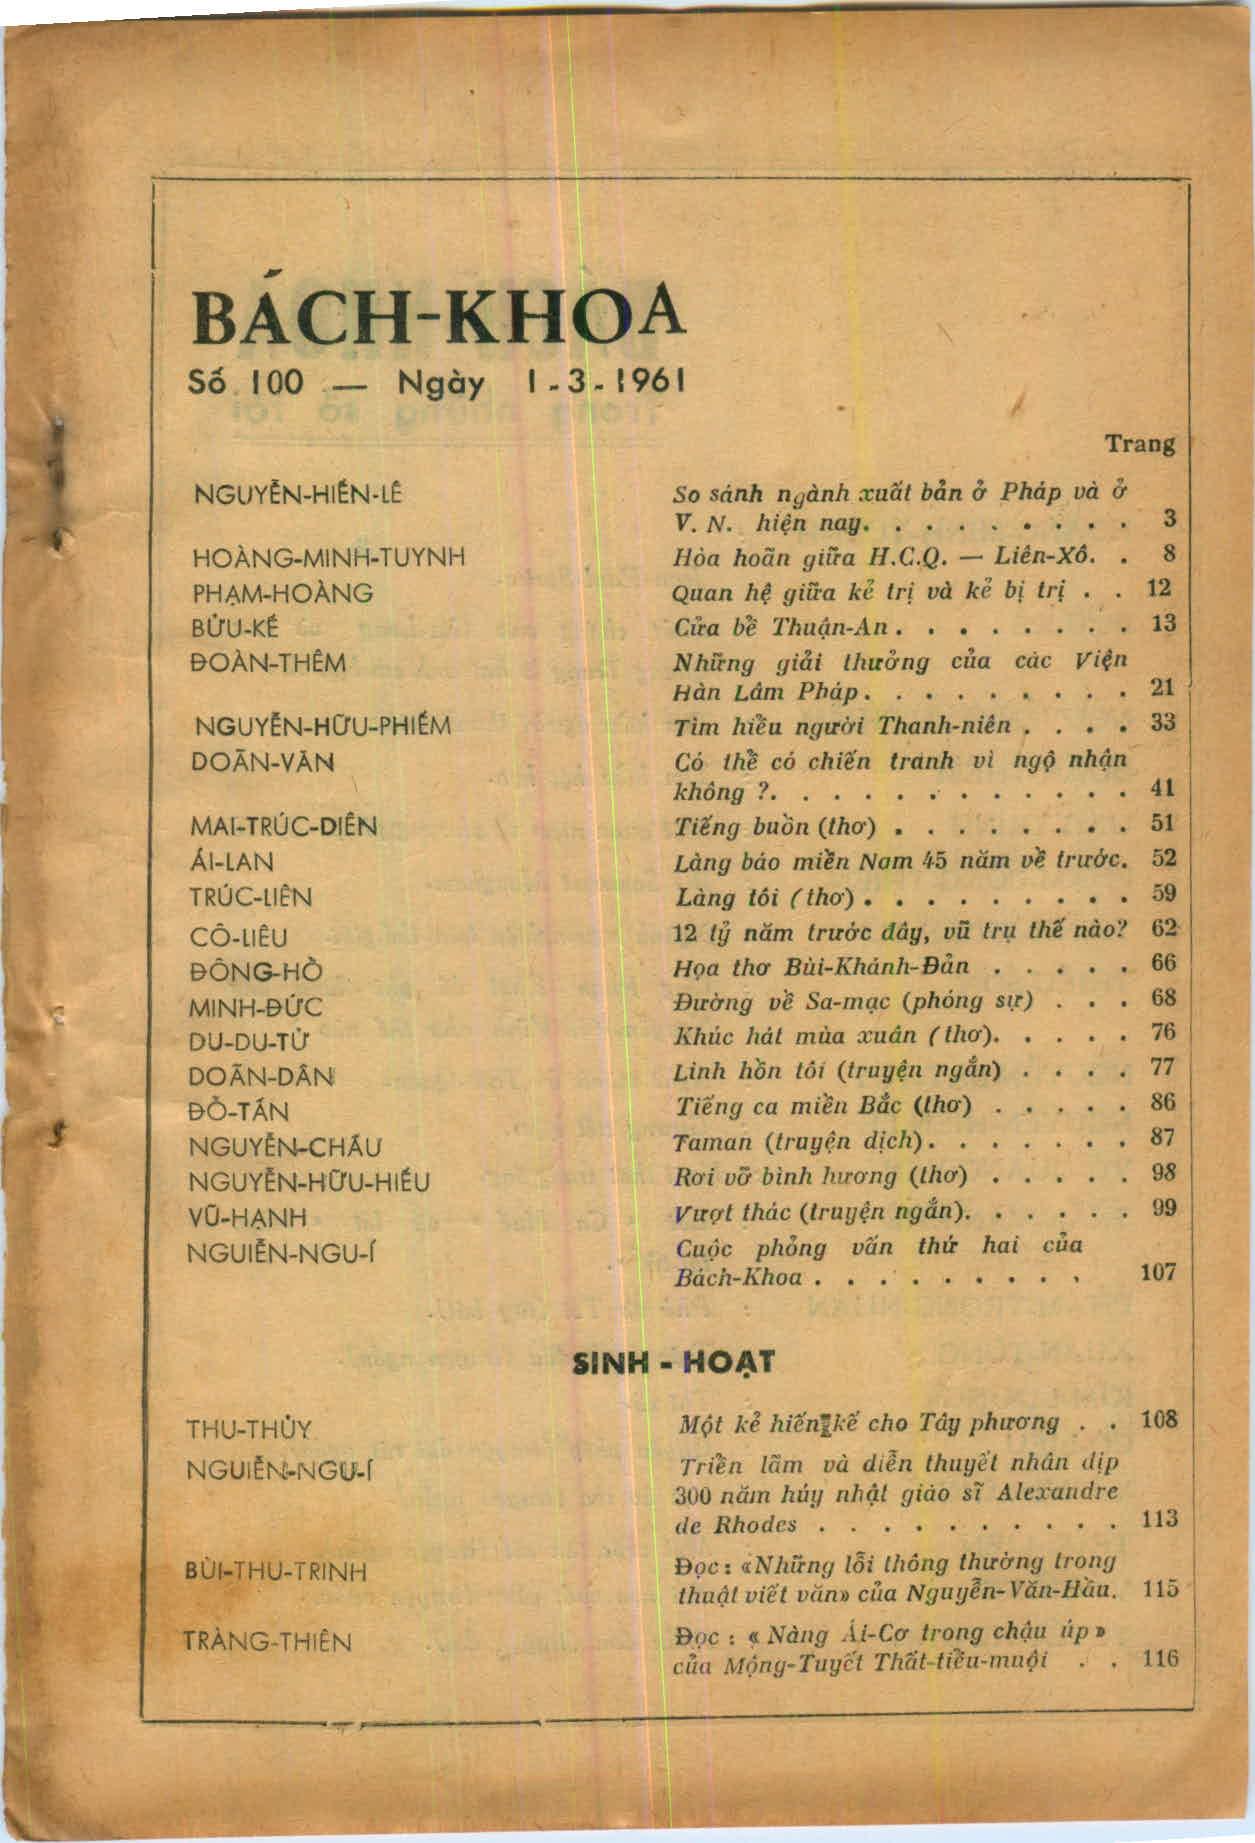 BÁCH-KHOA
Số 100 — Ngày 1-3-1961
Trang
NGUYỄN-HIẾN-LÊ So sánh ngành xuất bản ở Pháp và ở
V. N. hiện nay. . . . . . . . . 3
HOÀNG-MINH-TUYNH Hòa hoãn giữa H.C.Q. — Liên-Xô. . 8
PHẠM-HOÀNG Quan hệ giữa kẻ trị và kẻ bị trị . . 12
BỬU-KẾ Cửa bể Thuận-An . . . . . . . . 13
ĐOÀN-THÊM Những giải thưởng của các Viện
Hàn Lâm Pháp . . . . . . . . . 21
NGUYỄN-HỮU-PHIẾM Tìm hiểu người Thanh-niên . . . . 33
DOÃN-VĂN Có thể có chiến tranh vì ngộ nhận
không ?. . . . . . . . . . . . . 41
MAI-TRÚC-DIÊN Tiếng buồn (thơ) . . . . . . . . 51
ÁI-LAN Làng báo miền Nam 45 năm về trước. 52
TRÚC-LIÊN Làng tôi (thơ) . . . . . . . . . 59
CÔ-LIÊU 12 tỷ năm trước đây, vũ trụ thế nào? 62
ĐÔNG-HỒ Họa thơ Bùi-Khánh-Đản . . . . . 66
MINH-ĐỨC Đường về Sa-mạc (phóng sự) . . . 68
DU-DU-TỬ Khúc hát mùa xuân (thơ). . . . . 76
DOÃN-DÂN Linh hồn tôi (truyện ngắn) . . . . 77
ĐỖ-TẤN Tiếng ca miền Bắc (thơ) . . . . . 86
NGUYỄN-CHÂU Taman (truyện dịch). . . . . . . 87
NGUYỄN-HỮU-HIẾU Rơi vỡ bình hương (thơ) . . . . . 98
VŨ-HẠNH Vượt thác (truyện ngắn). . . . . . 99
NGUIỄN-NGU-Í Cuộc phỏng vấn thứ hai của
Bách-Khoa . . . . . . . . . . 107
SINH - HOẠT
THU-THỦY Một kẻ hiến kế cho Tây phương . . 108
NGUIỄN-NGU-Í Triển lãm và diễn thuyết nhân dịp
300 năm húy nhật giáo sĩ Alexandre
de Rhodes . . . . . . . . . . 113
BÙI-THU-TRINH Đọc : «Những lỗi thông thường trong
thuật viết văn» của Nguyễn-Văn-Hầu. 115
TRÀNG-THIÊN Đọc : « Nàng Ái-Cơ trong chậu úp »
của Mộng-Tuyết Thất-tiểu-muội . . 116